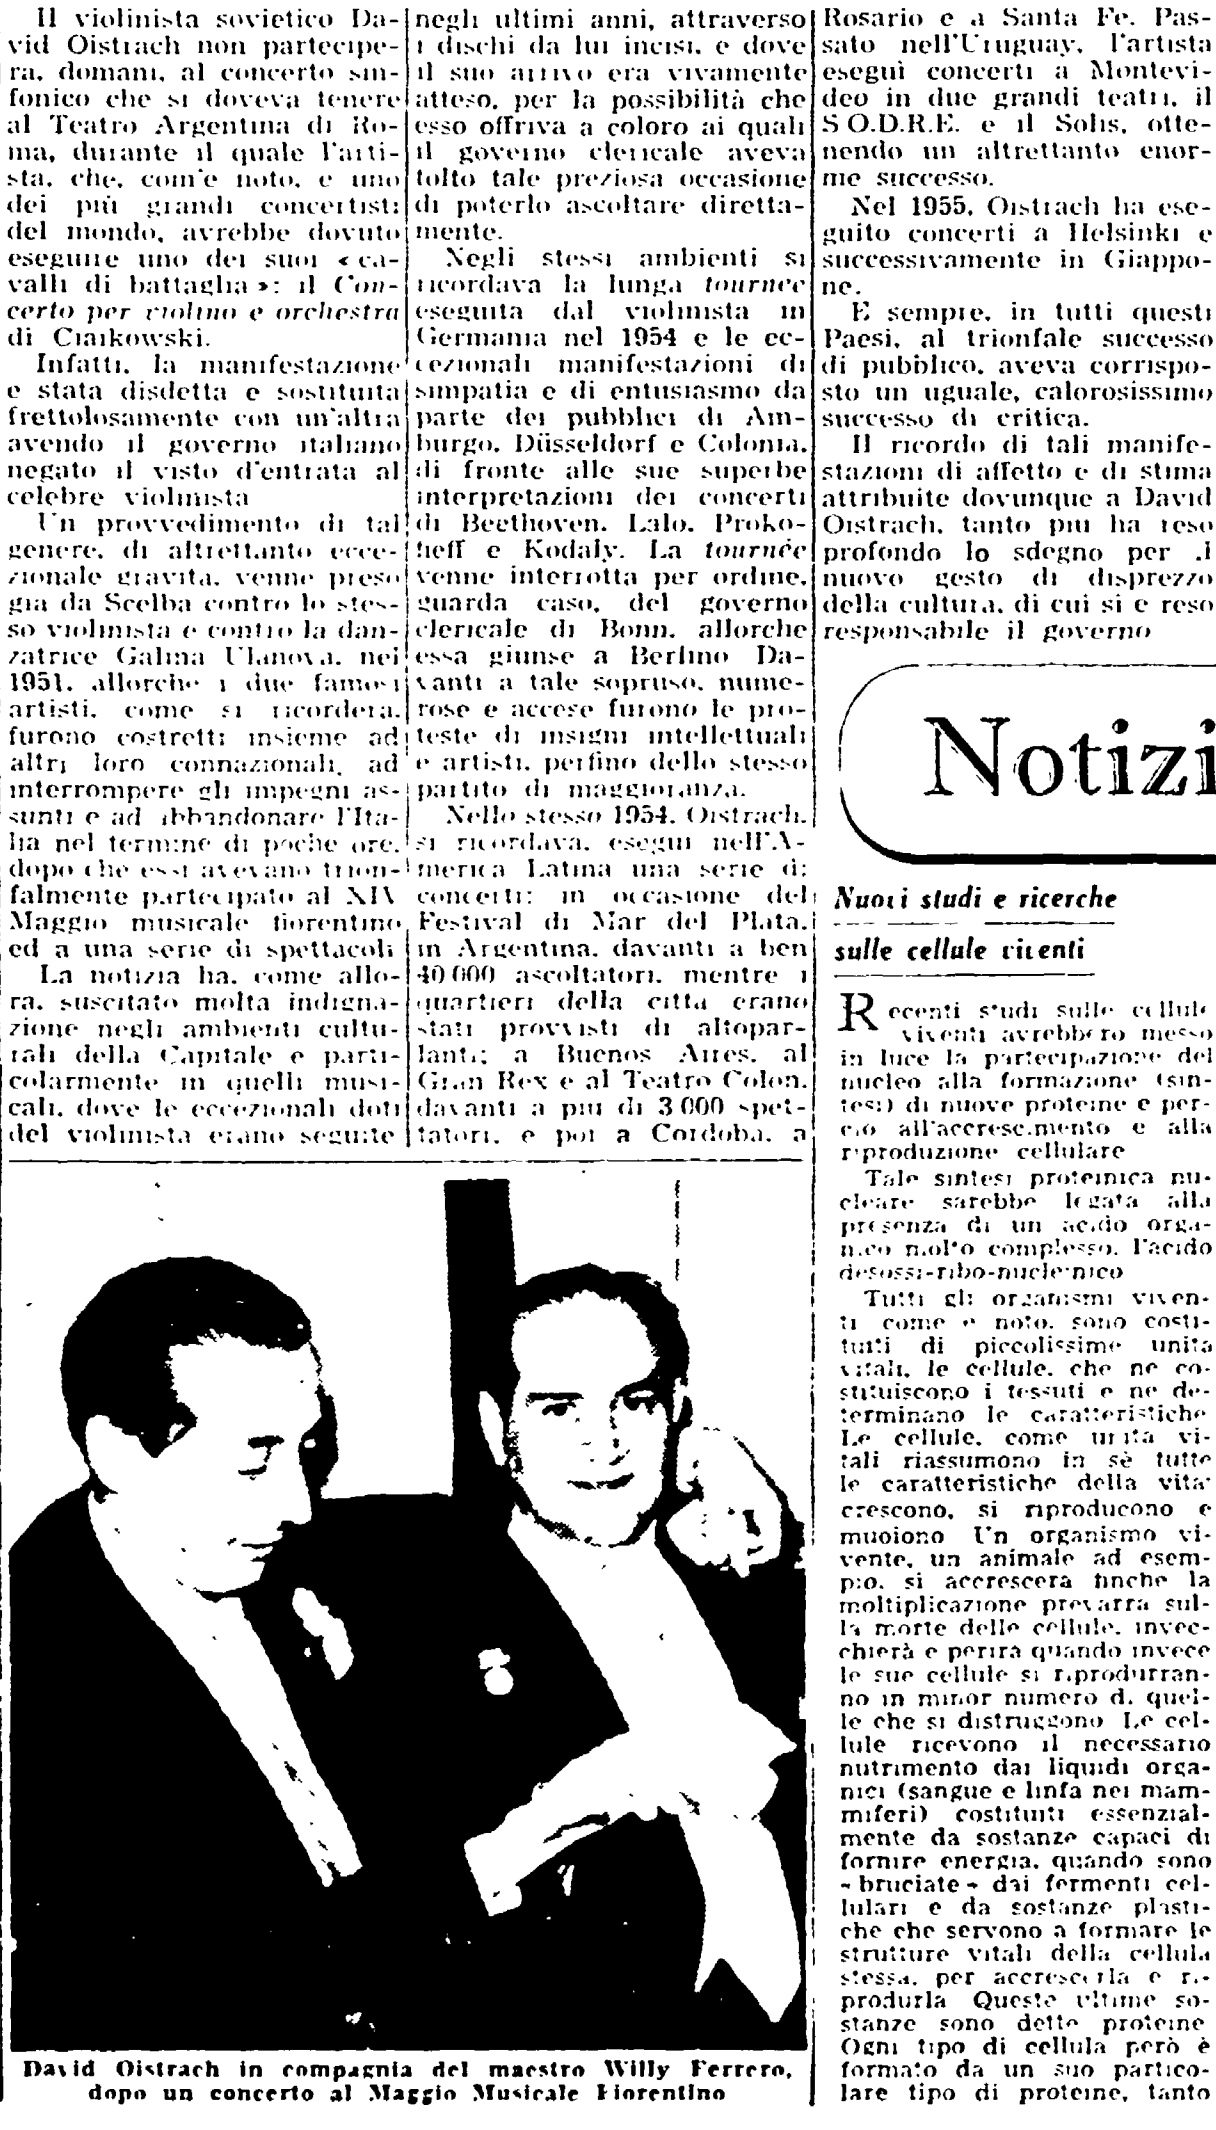 Il violinista sovietico Da-
vid Oistrach non partecipe-
ra, domani, al concerto sin-
fonico che si doveva tenere
al Teatro Argentina di Ro-
ma, durante il quale l'arti-
sta, che, com'e noto, e uno
dei più grandi concertisti
del mondo, avrebbe dovuto
eseguire uno dei suoi «ca-
valli di battaglia»: il Con-
certo per violino e orchestra
di Ciaikowski.
Infatti, la manifestazione
e stata disdetta e sostituita
frettolosamente con un'altra
avendo il governo italiano
negato il visto d'entrata al
celebre violinista
Un provvedimento di tal
genere, di altrettanto ecce-
zionale gravita, venne preso
gia da Scelba contro lo stes-
so violinista e contro la dan-
zatrice Galina Ulanova, nel
1951, allorche i due famosi
artisti, come si ricordera,
furono costretti insieme ad
altri loro connazionali, ad
interrompere gli impegni as-
sunti e ad abbandonare l'Ita-
lia nel termine di poche ore,
dopo che essi avevano trion-
falmente partecipato al XIV
Maggio musicale fiorentino
ed a una serie di spettacoli
La notizia ha, come allo-
ra, suscitato molta indigna-
zione negli ambienti cultu-
rali della Capitale e parti-
colarmente in quelli musi-
cali, dove le eccezionali doti
del violinista erano seguite
negli ultimi anni, attraverso
i dischi da lui incisi, e dove
il suo arrivo era vivamente
atteso, per la possibilità che
esso offriva a coloro ai quali
il governo clericale aveva
tolto tale preziosa occasione
di poterlo ascoltare diretta-
mente.
Negli stessi ambienti si
ricordava la lunga tournée
eseguita dal violinista in
Germania nel 1954 e le ec-
cezionali manifestazioni di
simpatia e di entusiasmo da
parte dei pubblici di Am-
burgo, Düsseldorf e Colonia,
di fronte alle sue superbe
interpretazioni dei concerti
di Beethoven, Lalo, Proko-
fieff e Kodaly. La tournée
venne interrotta per ordine,
guarda caso, del governo
clericale di Bonn, allorche
essa giunse a Berlino Da-
vanti a tale sopruso, nume-
rose e accese furono le pro-
teste di insigni intellettuali
e artisti, perfino dello stesso
partito di maggioranza.
Nello stesso 1954, Oistrach,
si ricordava, eseguì nell'A-
merica Latina una serie di
concerti: in occasione del
Festival di Mar del Plata,
in Argentina, davanti a ben
40.000 ascoltatori, mentre i
quartieri della citta erano
stati provvisti di altopar-
lanti; a Buenos Aires, al
Gran Rex e al Teatro Colon,
davanti a piu di 3.000 spet-
tatori, e poi a Cordoba, a
Rosario e a Santa Fe. Pas-
sato nell'Uruguay, l'artista
eseguì concerti a Montevi-
deo in due grandi teatri, il
S.O.D.R.E. e il Solis, otte-
nendo un altrettanto enor-
me successo.
Nel 1955, Oistrach ha ese-
guito concerti a Helsinki e
successivamente in Giappo-
ne.
E sempre, in tutti questi
Paesi, al trionfale successo
di pubblico, aveva corrispo-
sto un uguale, calorosissimo
successo di critica.
Il ricordo di tali manife-
stazioni di affetto e di stima
attribuite dovunque a David
Oistrach, tanto piu ha reso
profondo lo sdegno per il
nuovo gesto di disprezzo
della cultura, di cui si e reso
responsabile il governo
David Oistrach in compagnia del maestro Willy Ferrero,
dopo un concerto al Maggio Musicale Fiorentino
Notizi
Nuovi studi e ricerche
sulle cellule viventi
Recenti studi sulle cellule
viventi avrebbero messo
in luce la partecipazione del
nucleo alla formazione (sin-
tesi) di nuove proteine e per-
ciò all'accrescimento e alla
riproduzione cellulare
Tale sintesi proteinica nu-
cleare sarebbe legata alla
presenza di un acido orga-
nico molto complesso, l'acido
desossi-ribo-nucleinico
Tutti gli organismi viven-
ti come e noto, sono costi-
tuiti di piccolissime unita
vitali, le cellule, che ne co-
stituiscono i tessuti e ne de-
terminano le caratteristiche
Le cellule, come unita vi-
tali riassumono in sè tutte
le caratteristiche della vita:
crescono, si riproducono e
muoiono Un organismo vi-
vente, un animale ad esem-
pio, si accrescera finche la
moltiplicazione prevarra sul-
la morte delle cellule, invec-
chierà e perira quando invece
le sue cellule si riprodurran-
no in minor numero di quel-
le che si distruggono Le cel-
lule ricevono il necessario
nutrimento dai liquidi orga-
nici (sangue e linfa nei mam-
miferi) costituiti essenzial-
mente da sostanze capaci di
fornire energia, quando sono
«bruciate» dai fermenti cel-
lulari e da sostanze plasti-
che che servono a formare le
strutture vitali della cellula
stessa, per accrescerla e ri-
produrla Queste ultime so-
stanze sono dette proteine
Ogni tipo di cellula però è
formato da un suo partico-
lare tipo di proteine, tanto